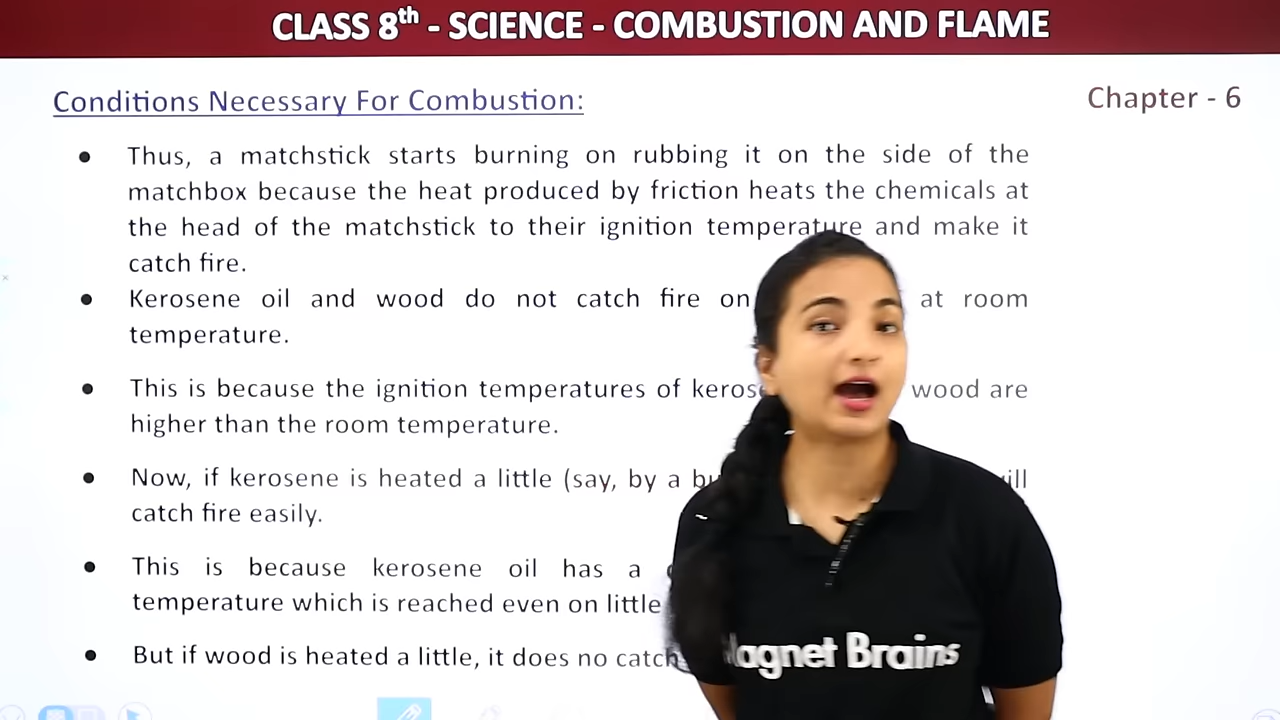 CLASS 8th - SCIENCE - COMBUSTION AND FLAME
Conditions Necessary For Combustion:
Chapter - 6
Thus, a matchstick starts burning on rubbing it on the side of the
matchbox because the heat produced by friction heats the chemicals at
the head of the matchstick to their ignition temperature and make it
catch fire.
Kerosene oil and wood do not catch fire on at room
temperature.
This is because the ignition temperatures of wood are
higher than the room temperature.
Now, if kerosene is heated a little (say, by a
catch fire easily.
This is because kerosene oil has a
temperature which is reached even on little
But if wood is heated a little, it does no catch
Magnet Brains